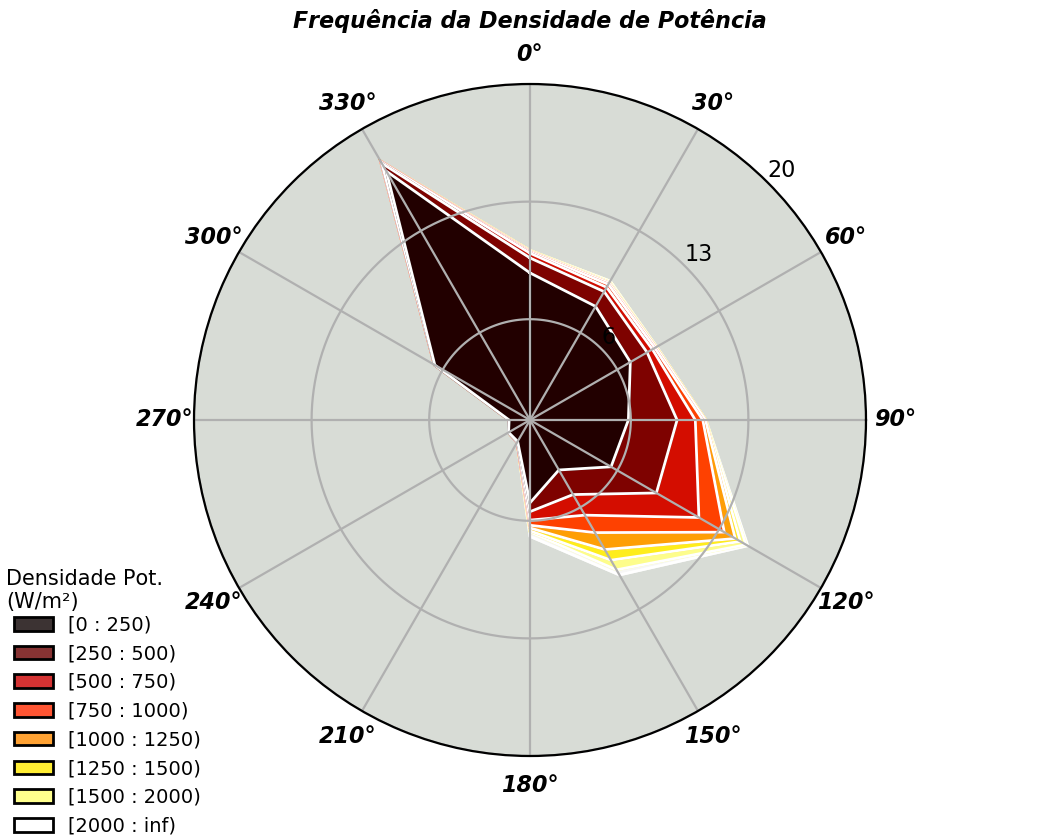 Frequência da Densidade de Potência
0°
330°
30°
20
300°
60°
13
6
270°
90°
240°
120°
210°
150°
180°
Densidade Pot.
(W/m²)
[0 : 250)
[250 : 500)
[500 : 750)
[750 : 1000)
[1000 : 1250)
[1250 : 1500)
[1500 : 2000)
[2000 : inf)